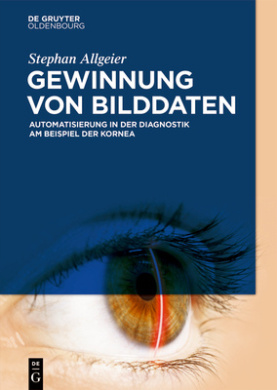 DE GRUYTER
OLDENBOURG
Stephan Allgeier
GEWINNUNG
VON BILDDATEN
AUTOMATISIERUNG IN DER DIAGNOSTIK
AM BEISPIEL DER KORNEA
DE
G